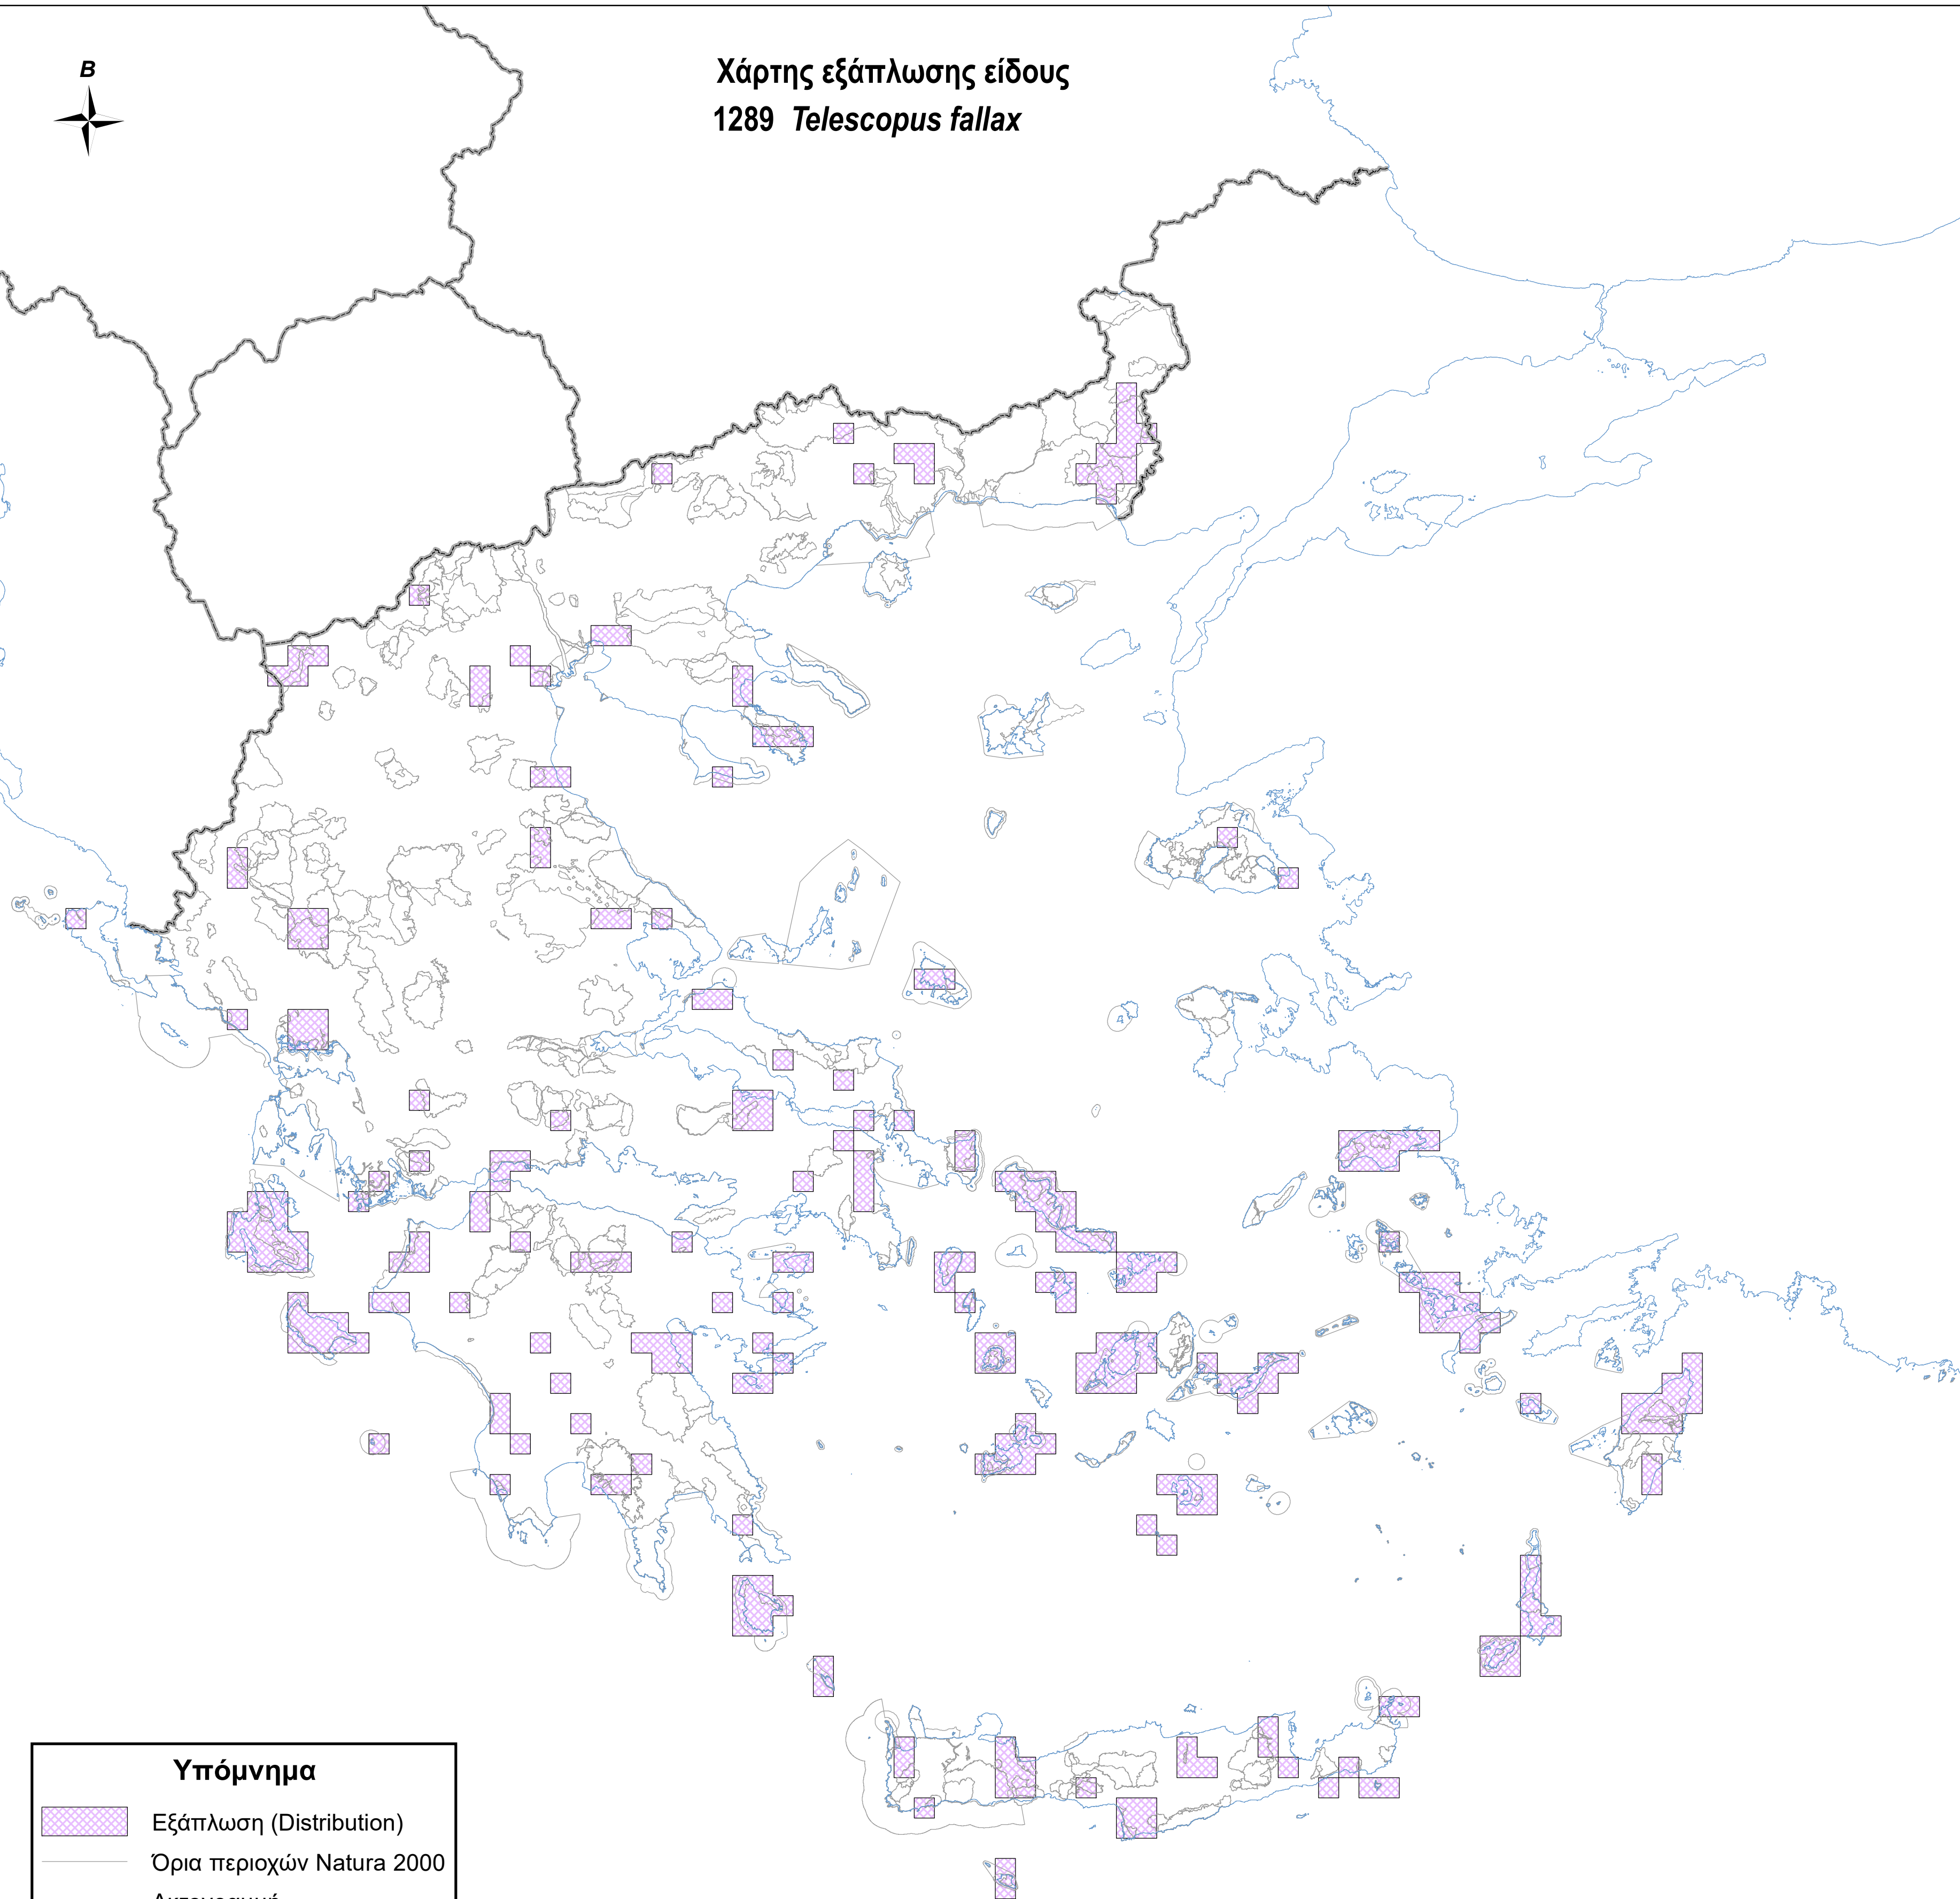 Β
Χάρτης εξάπλωσης είδους
1289 Telescopus fallax
Υπόμνημα
Εξάπλωση (Distribution)
Όρια περιοχών Natura 2000